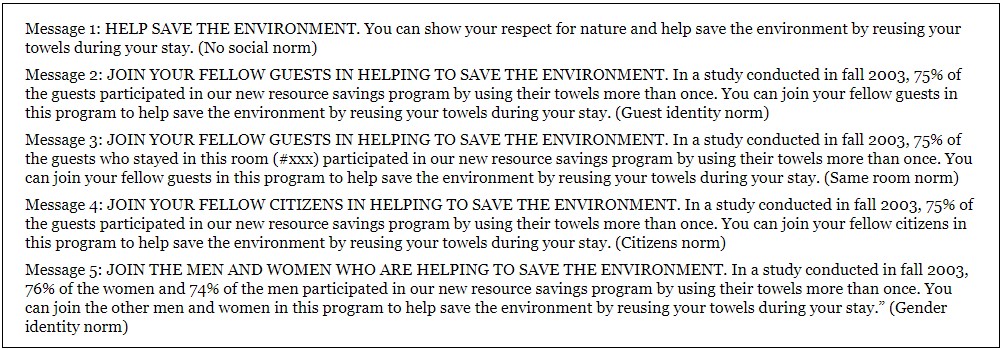 Message 1: HELP SAVE THE ENVIRONMENT. You can show your respect for nature and help save the environment by reusing your
towels during your stay. (No social norm)
Message 2: JOIN YOUR FELLOW GUESTS IN HELPING TO SAVE THE ENVIRONMENT. In a study conducted in fall 2003, 75% of
the guests participated in our new resource savings program by using their towels more than once. You can join your fellow guests in
this program to help save the environment by reusing your towels during your stay. (Guest identity norm)
Message 3: JOIN YOUR FELLOW GUESTS IN HELPING TO SAVE THE ENVIRONMENT. In a study conducted in fall 2003, 75% of
the guests who stayed in this room (#xxx) participated in our new resource savings program by using their towels more than once. You
can join your fellow guests in this program to help save the environment by reusing your towels during your stay. (Same room norm)
Message 4: JOIN YOUR FELLOW CITIZENS IN HELPING TO SAVE THE ENVIRONMENT. In a study conducted in fall 2003, 75% of
the guests participated in our new resource savings program by using their towels more than once. You can join your fellow citizens in
this program to help save the environment by reusing your towels during your stay. (Citizens norm)
Message 5: JOIN THE MEN AND WOMEN WHO ARE HELPING TO SAVE THE ENVIRONMENT. In a study conducted in fall 2003,
76% of the women and 74% of the men participated in our new resource savings program by using their towels more than once. You
can join the other men and women in this program to help save the environment by reusing your towels during your stay.” (Gender
identity norm)